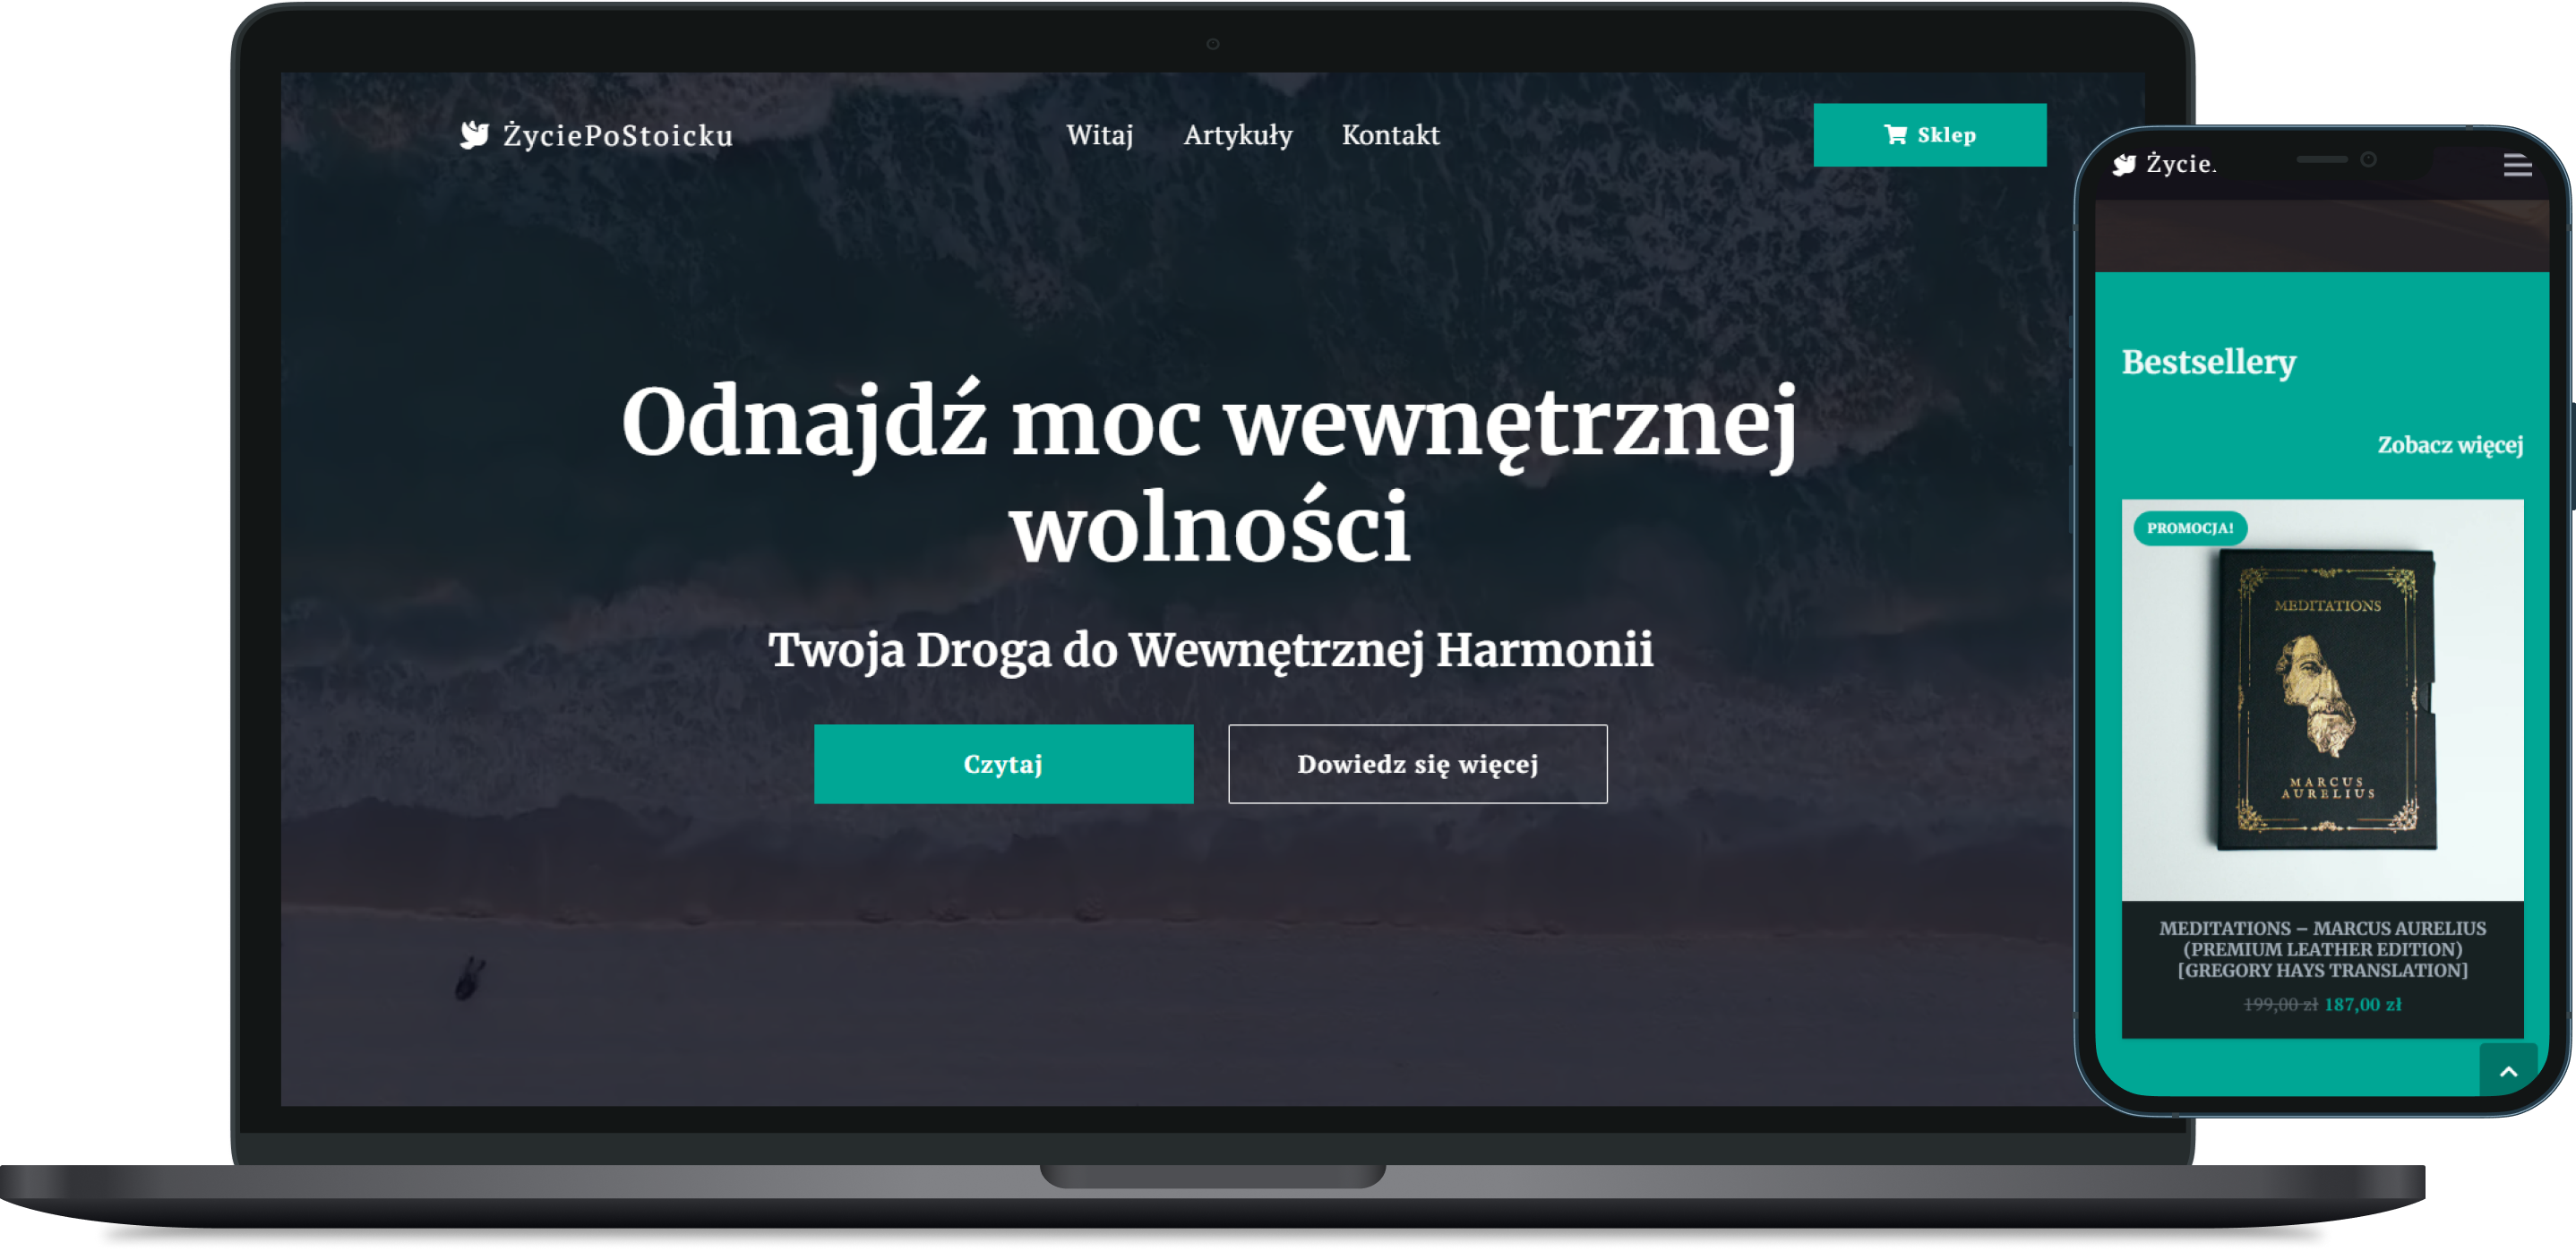 ŻyciePoStoicku
Witaj
Artykuły
Kontakt
Sklep
Odnajdź moc wewnętrznej
wolności
Twoja Droga do Wewnętrznej Harmonii
Czytaj
Dowiedz się więcej
Życie.
Bestsellery
Zobacz więcej
PROMOCJA!
MEDITATIONS
MARCUS
AURELIUS
MEDITATIONS – MARCUS AURELIUS
(PREMIUM LEATHER EDITION)
[GREGORY HAYS TRANSLATION]
199,00 zł 187,00 zł